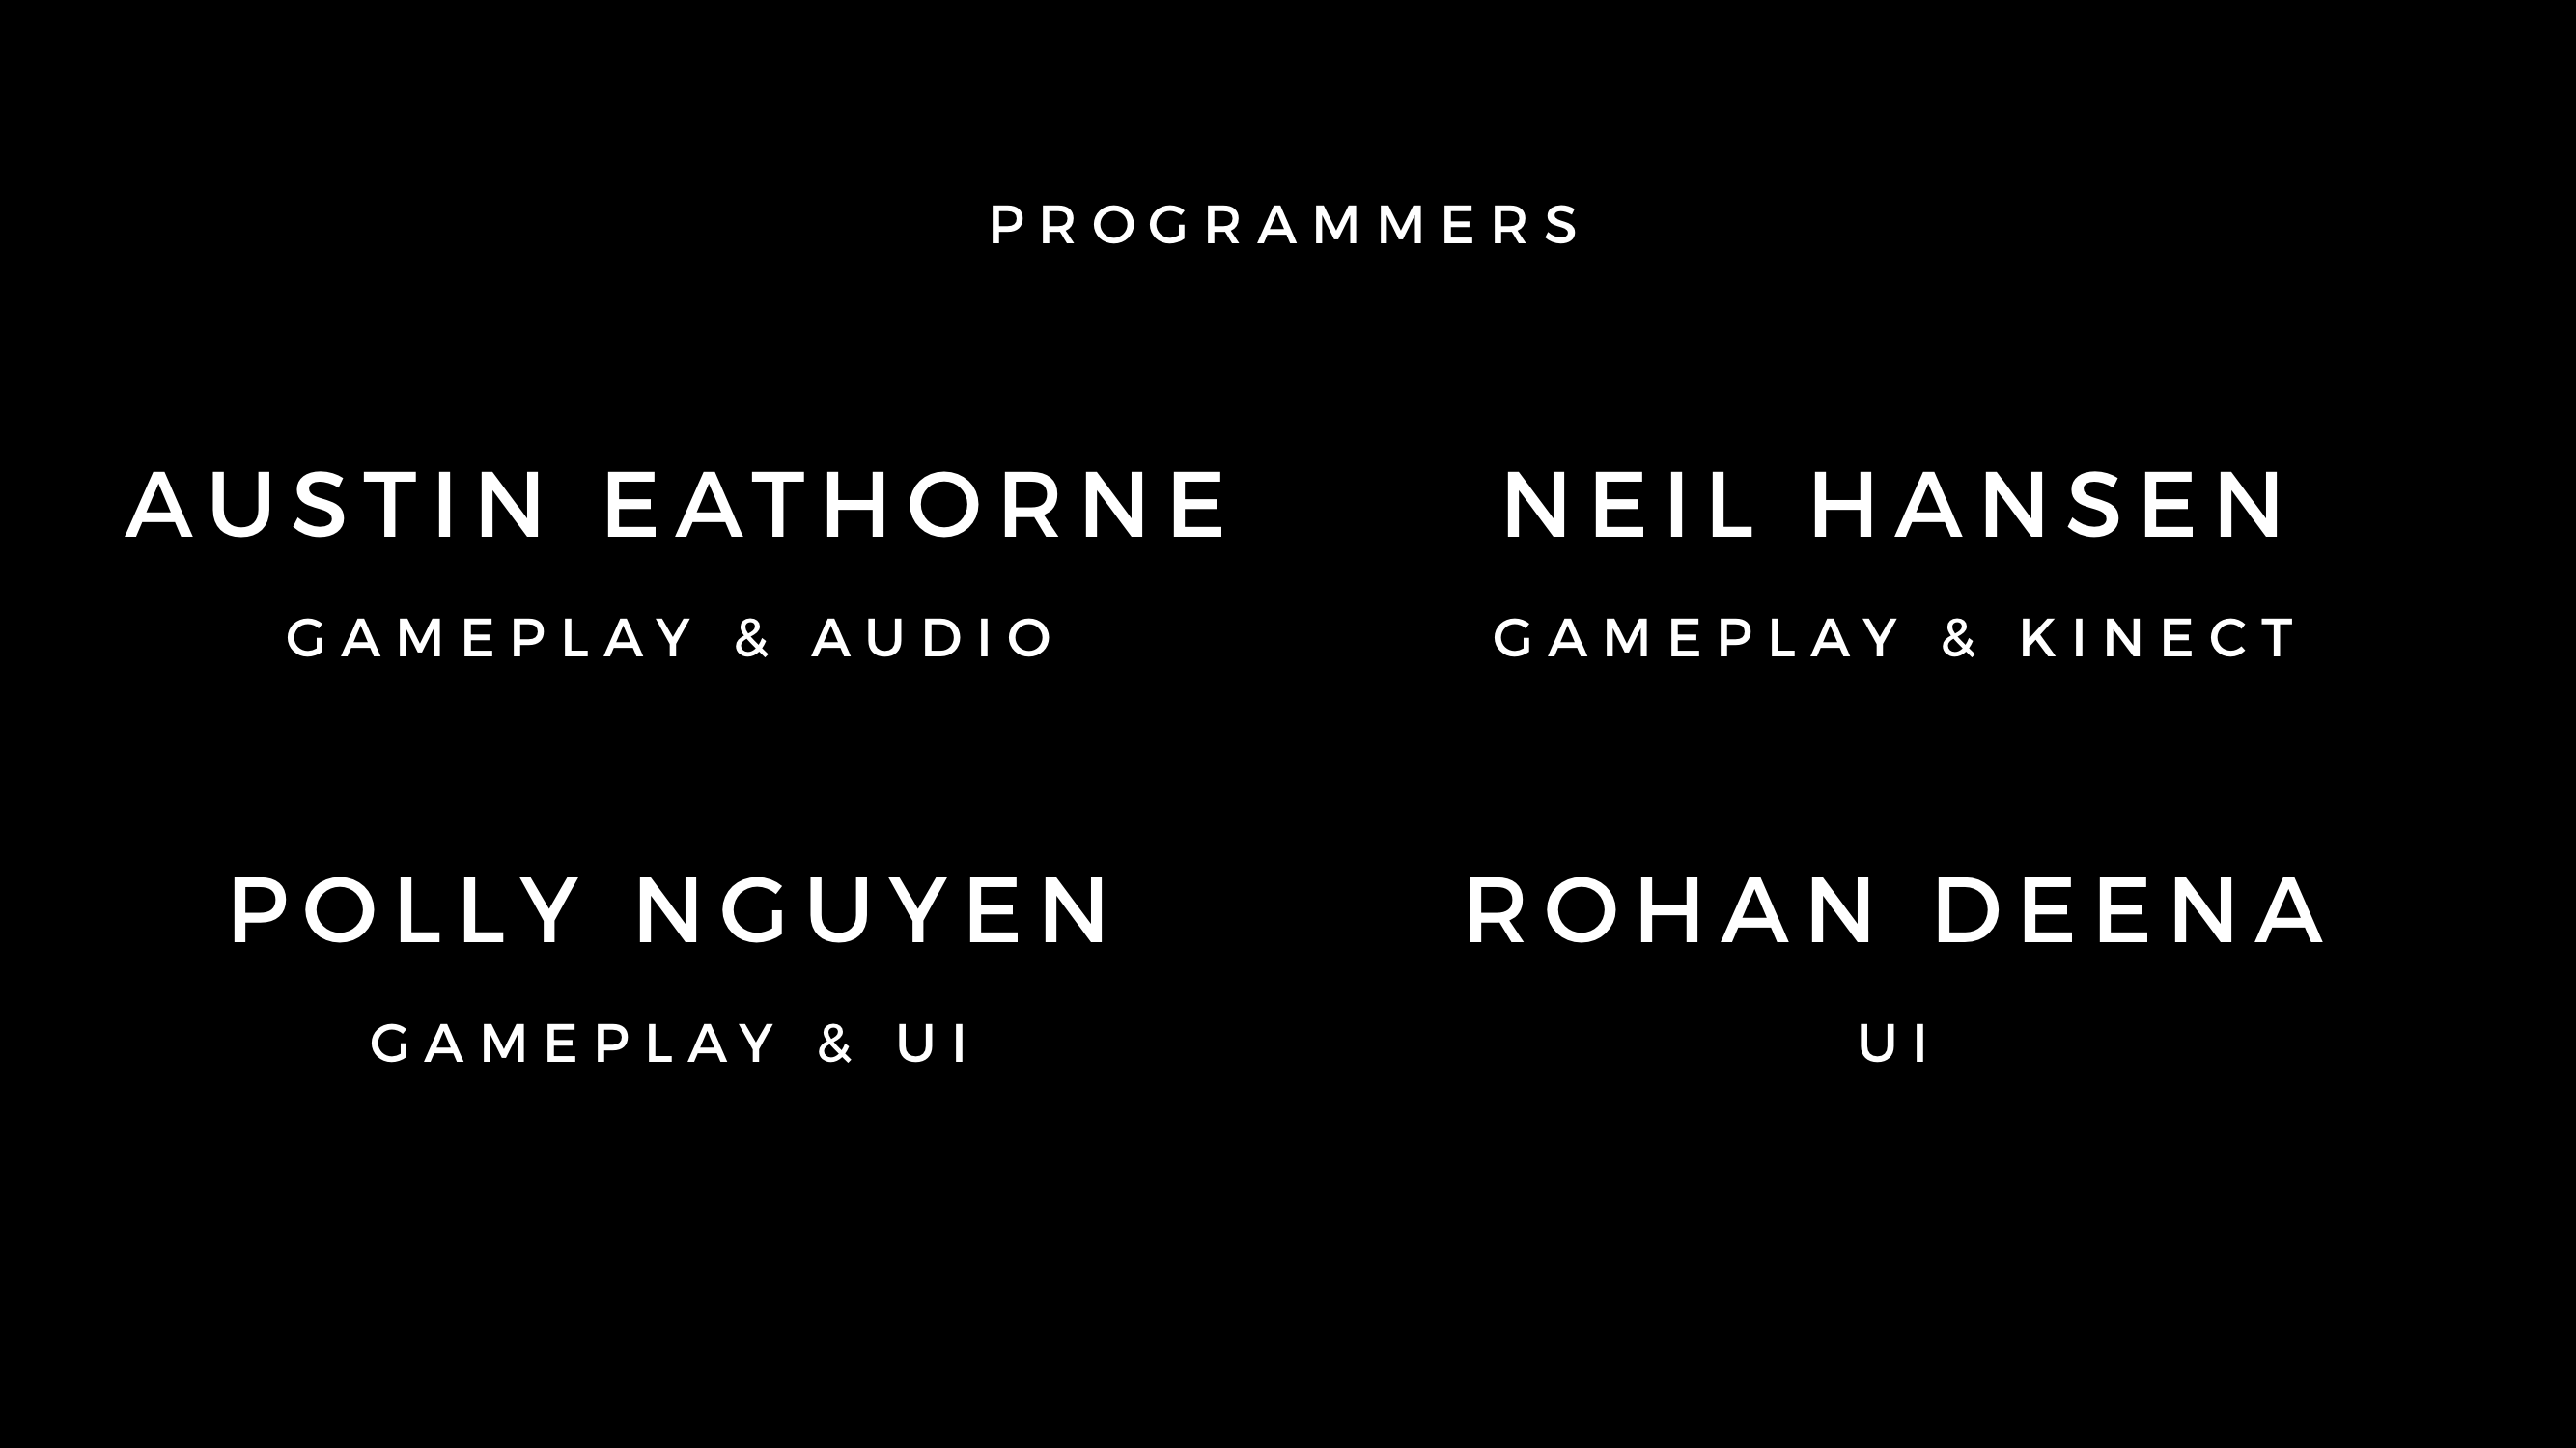 PROGRAMMERS
AUSTIN EATHORNE
GAMEPLAY & AUDIO
NEIL HANSEN
GAMEPLAY & KINECT
POLLY NGUYEN
GAMEPLAY & UI
ROHAN DEENA
UI